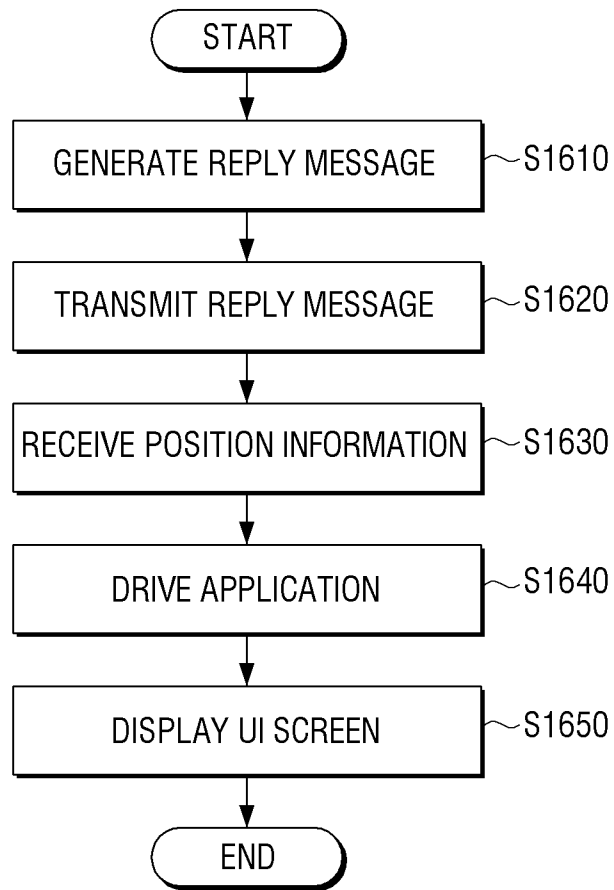 START
GENERATE REPLY MESSAGE
S1610
TRANSMIT REPLY MESSAGE
S1620
RECEIVE POSITION INFORMATION
S1630
DRIVE APPLICATION
S1640
DISPLAY UI SCREEN
S1650
END